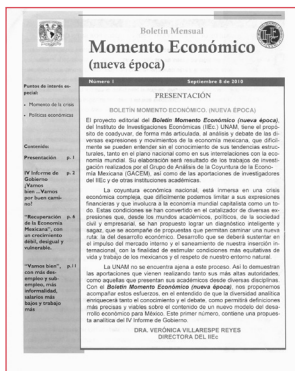 Boletín Mensual
Momento Económico
(nueva época)
Número 1
Septiembre 8 de 2010
Puntos de interés especial
• Momento de la crisis
• Políticas económicas
Contenido:
Presentación p. 1
IV Informe de p. 2
Gobierno
¿Vamos
bien ...Vamos
por buen camino?
"Recuperación p. 8
de la Economía
Mexicana", con
un crecimiento
débil, desigual y
vulnerable.
"Vamos bien", p.11
con más desempleo y subempleo, más
informalidad,
salarios más
bajos y trabajo
más
PRESENTACIÓN
BOLETÍN MOMENTO ECONÓMICO. (NUEVA ÉPOCA)
El proyecto editorial del Boletín Momento Económico (nueva época),
del Instituto de Investigaciones Económicas (IIEc.) UNAM, tiene el propósito de coadyuvar, de forma más articulada, al análisis y debate de las diversas expresiones y movimientos de la economía mexicana, que difícilmente se pueden entender sin el conocimiento de sus tendencias estructurales, tanto en el plano nacional como en sus interrelaciones con la economía mundial. Su elaboración será resultado de los trabajos de investigación realizados por el Grupo de Análisis de la Coyuntura de la Economía Mexicana (GACEM), así como de las aportaciones de investigadores
del IIEc y de otras instituciones académicas.
La coyuntura económica nacional, está inmersa en una crisis
económica compleja, que difícilmente podemos limitar a sus expresiones
financieras y que involucra a la economía mundial capitalista como un todo. Estas condiciones se han convertido en el catalizador de diversas expresiones que, desde los mundos académicos, políticos, de la sociedad
civil y empresarial, se han propuesto lograr un diagnóstico inteligente y
sagaz, que se acompañe de propuestas que permitan caminar una nueva
ruta: la del desarrollo económico. Desarrollo que se deberá sustentar en
el impulso del mercado interno y el saneamiento de nuestra inserción internacional, con la finalidad de estimular condiciones más equitativas de
vida y trabajo de los mexicanos y el respeto de nuestro entorno natural.
La UNAM no se encuentra ajena a este proceso. Así lo demuestran
las aportaciones que vienen realizando tanto sus más altas autoridades,
como aquellas que presentan sus académicos desde diversas disciplinas.
Con el Boletín Momento Económico (nueva época), nos proponemos
acompañar estos esfuerzos, en el entendido de que la diversidad analítica
enriquecerá tanto el conocimiento y el debate, como permitirá definiciones
más precisas y viables sobre el contenido de un nuevo modelo del desarrollo económico para México. Este primer número, contiene una propuesta analítica del IV Informe de Gobierno.
DRA. VERÓNICA VILLARESPE REYES
DIRECTORA DEL IIEc